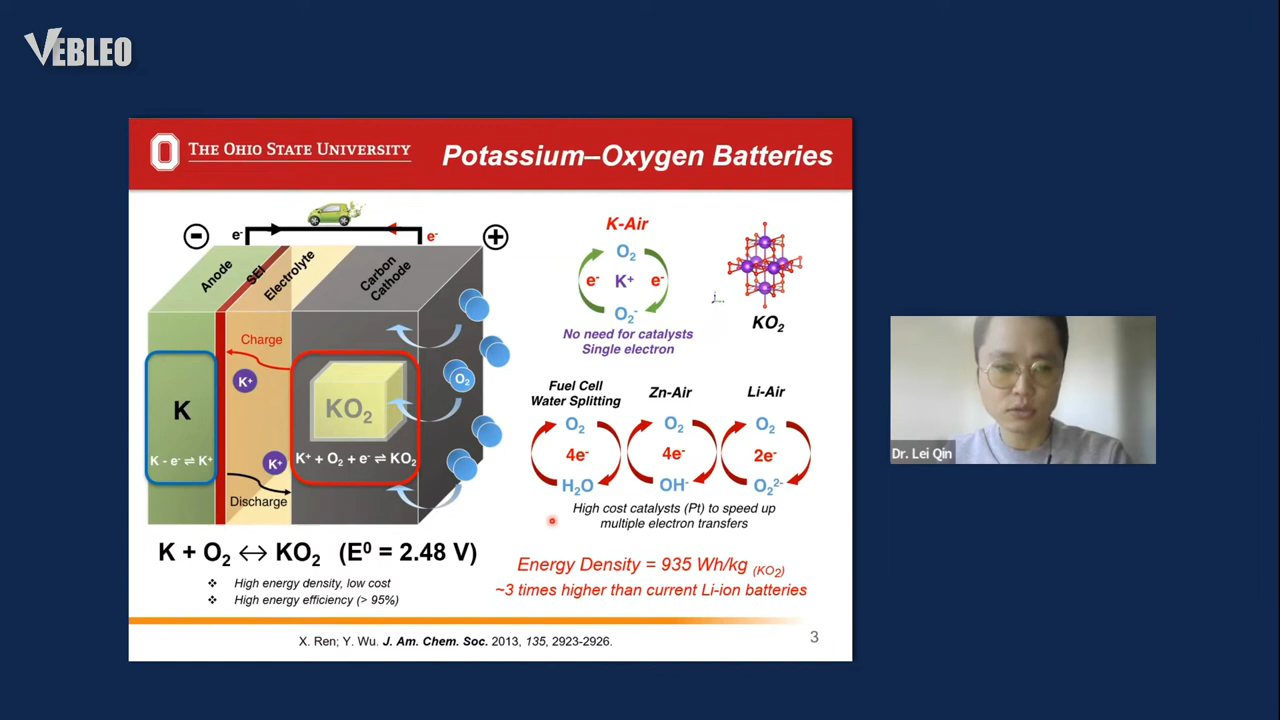 VEBLEO
THE OHIO STATE UNIVERSITY
Potassium–Oxygen Batteries
e-
e-
Anode
SEI
Electrolyte
Carbon
Cathode
Charge
K+
K
KO2
O2
K - e- ⇌ K+
K+
K+ + O2 + e- ⇌ KO2
Discharge
K + O2 ↔ KO2 (E0 = 2.48 V)
❖ High energy density, low cost
❖ High energy efficiency (> 95%)
K-Air
O2
e- K+ e-
O2-
No need for catalysts
Single electron
KO2
Fuel Cell
Water Splitting
Zn-Air
Li-Air
O2
O2
O2
4e-
4e-
2e-
H2O
OH-
O22-
High cost catalysts (Pt) to speed up
multiple electron transfers
Energy Density = 935 Wh/kg (KO2)
~3 times higher than current Li-ion batteries
X. Ren; Y. Wu. J. Am. Chem. Soc. 2013, 135, 2923-2926.
3
Dr. Lei Qin